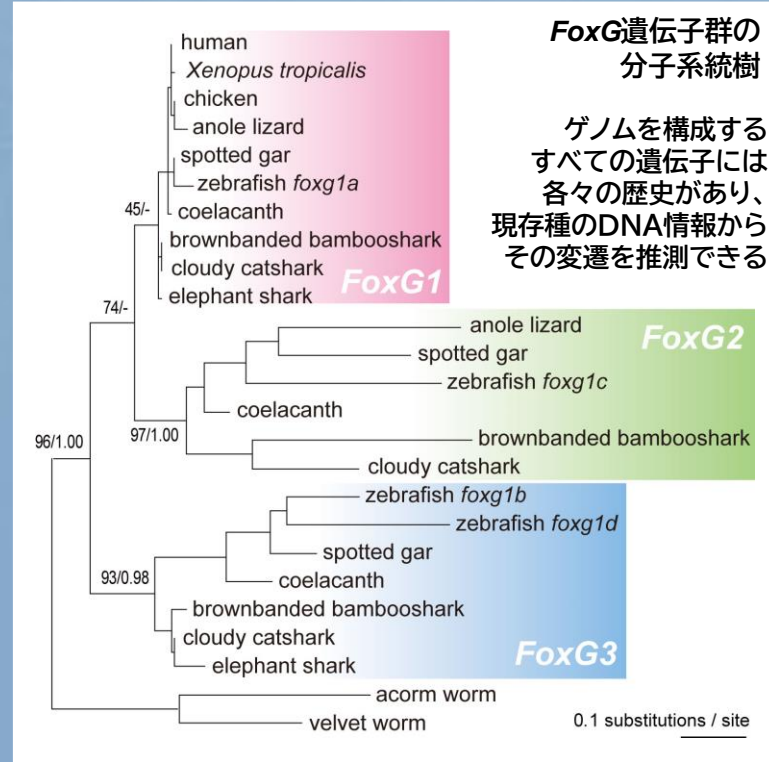 FoxG遺伝子群の
分子系統樹
ゲノムを構成する
すべての遺伝子には
各々の歴史があり、
現存種のDNA情報から
その変遷を推測できる
human
Xenopus tropicalis
chicken
anole lizard
spotted gar
zebrafish foxg1a
coelacanth
brownbanded bambooshark
cloudy catshark
elephant shark
FoxG1
45/-
74/-
anole lizard
spotted gar
zebrafish foxg1c
coelacanth
brownbanded bambooshark
cloudy catshark
FoxG2
97/1.00
96/1.00
zebrafish foxg1b
zebrafish foxg1d
spotted gar
coelacanth
brownbanded bambooshark
cloudy catshark
elephant shark
FoxG3
93/0.98
acorm worm
velvet worm
0.1 substitutions / site